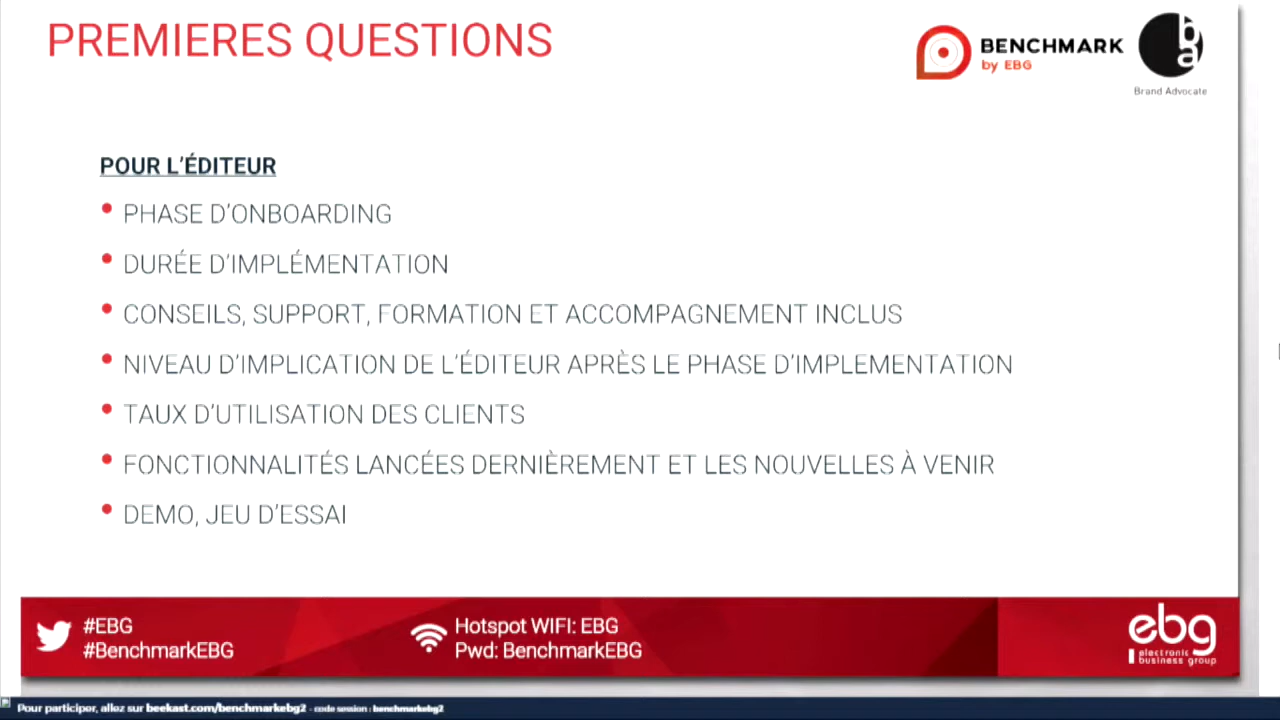 PREMIERES QUESTIONS
BENCHMARK
by EBG
ba
Brand Advocate
POUR L'ÉDITEUR
• PHASE D'ONBOARDING
• DURÉE D'IMPLÉMENTATION
• CONSEILS, SUPPORT, FORMATION ET ACCOMPAGNEMENT INCLUS
• NIVEAU D'IMPLICATION DE L'ÉDITEUR APRÈS LE PHASE D'IMPLEMENTATION
• TAUX D'UTILISATION DES CLIENTS
• FONCTIONNALITÉS LANCÉES DERNIÈREMENT ET LES NOUVELLES À VENIR
• DEMO, JEU D'ESSAI
#EBG
#BenchmarkEBG
Hotspot WIFI: EBG
Pwd: BenchmarkEBG
ebg
electronic
business group
Pour participer, allez sur beekast.com/benchmarkebg2 - code session : benchmarkebg2